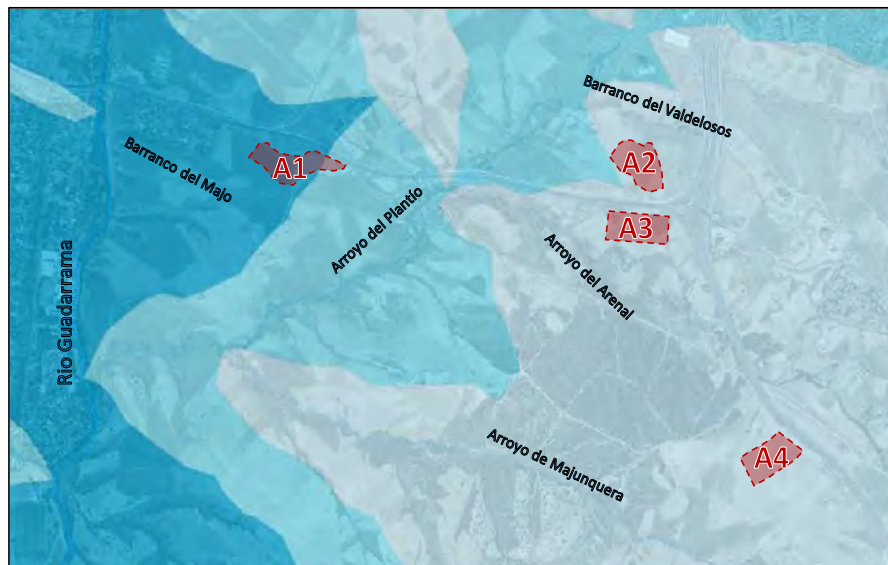 Barranco del Valdelosos
Barranco del Majo
A1
A2
Arroyo del Plantío
A3
Arroyo del Arenal
Rio Guadarrama
Arroyo de Majunquera
A4